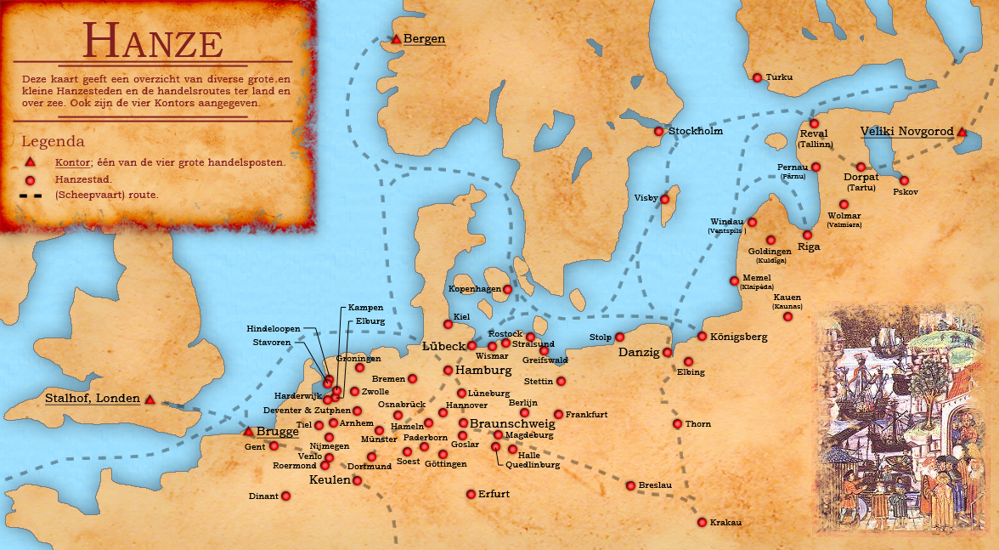 HANZE
Deze kaart geeft een overzicht van diverse grote en
kleine Hanzesteden en de handelsroutes ter land en
over zee. Ook zijn de vier Kontors aangegeven.
Legenda
Kontor; één van de vier grote handelsposten.
Hanzestad.
(Scheepvaart) route.
Bergen
Turku
Stockholm
Reval
(Tallinn)
Veliki Novgorod
Pernau
(Pärnu)
Dorpat
(Tartu)
Pskov
Visby
Wolmar
(Valmiera)
Windau
(Ventspils )
Riga
Goldingen
(Kuldiga)
Memel
(Klaipėda)
Kauen
(Kaunas)
Kopenhagen
Kampen
Elburg
Kiel
Hindeloopen
Stavoren
Rostock
Stralsund
Stolp
Königsberg
Lübeck
Wismar
Greifswald
Danzig
Groningen
Elbing
Hamburg
Bremen
Stettin
Stalhof, Londen
Harderwijk
Zwolle
Lüneburg
Deventer & Zutphen
Osnabrück
Hannover
Berlijn
Frankfurt
Tiel
Arnhem
Hameln
Braunschweig
Thorn
Brugge
Münster
Paderborn
Magdeburg
Gent
Nijmegen
Goslar
Venlo
Halle
Roermond
Dortmund
Soest
Göttingen
Quedlinburg
Keulen
Breslau
Dinant
Erfurt
Krakau